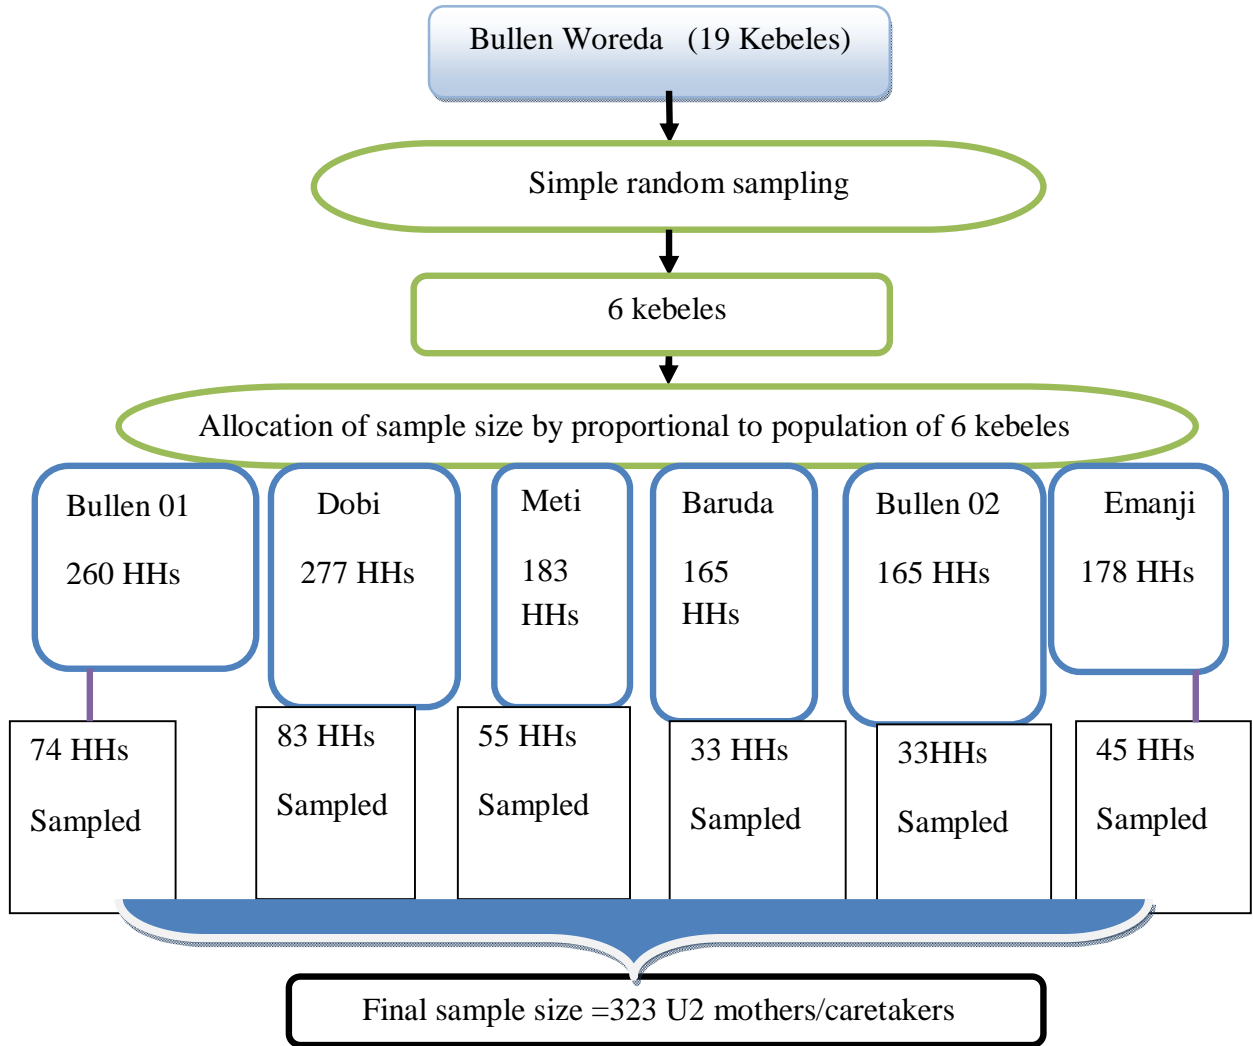 Bullen Woreda (19 Kebeles)
Simple random sampling
6 kebeles
Allocation of sample size by proportional to population of 6 kebeles
Bullen 01
260 HHs
Dobi
277 HHs
Meti
183
HHs
Baruda
165
HHs
Bullen 02
165 HHs
Emanji
178 HHs
74 HHs
Sampled
83 HHs
Sampled
55 HHs
Sampled
33 HHs
Sampled
33HHs
Sampled
45 HHs
Sampled
Final sample size =323 U2 mothers/caretakers